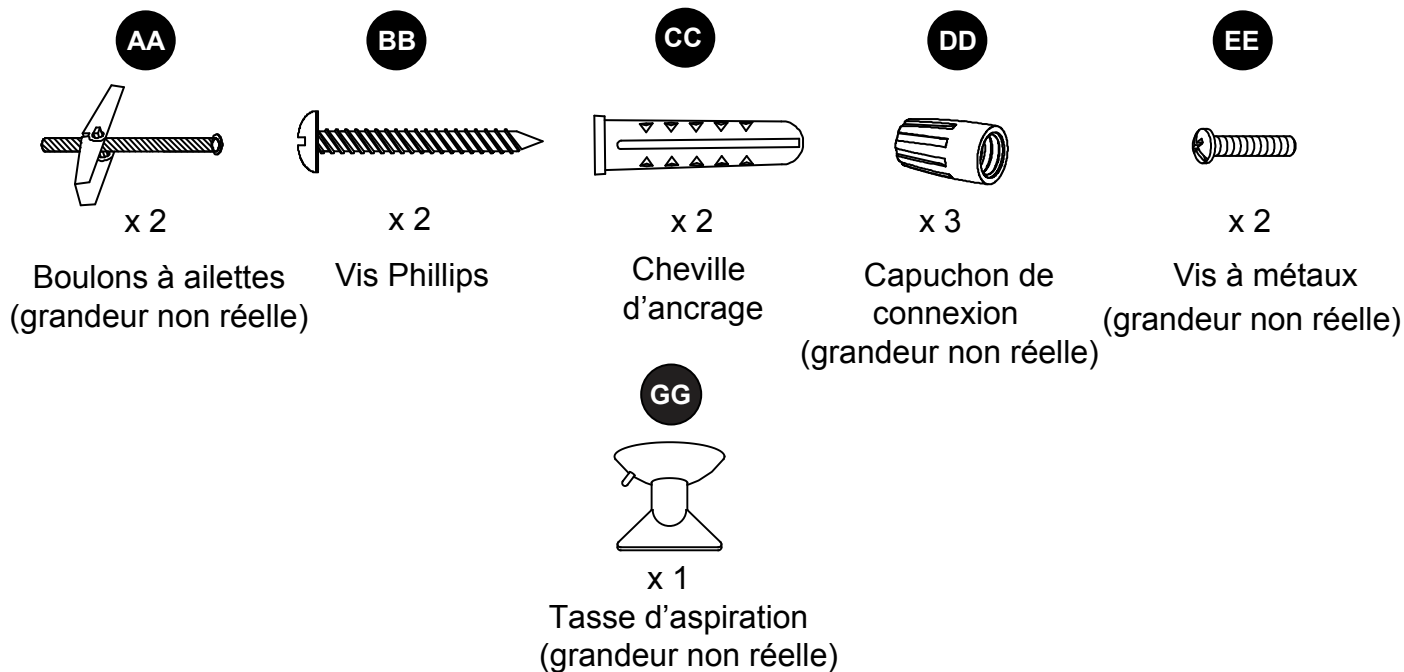 AA
BB
CC
DD
EE
x 2
x 2
x 2
x 3
x 2
Boulons à ailettes
(grandeur non réelle)
Vis Phillips
Cheville
d’ancrage
Capuchon de
connexion
(grandeur non réelle)
Vis à métaux
(grandeur non réelle)
GG
x 1
Tasse d’aspiration
(grandeur non réelle)